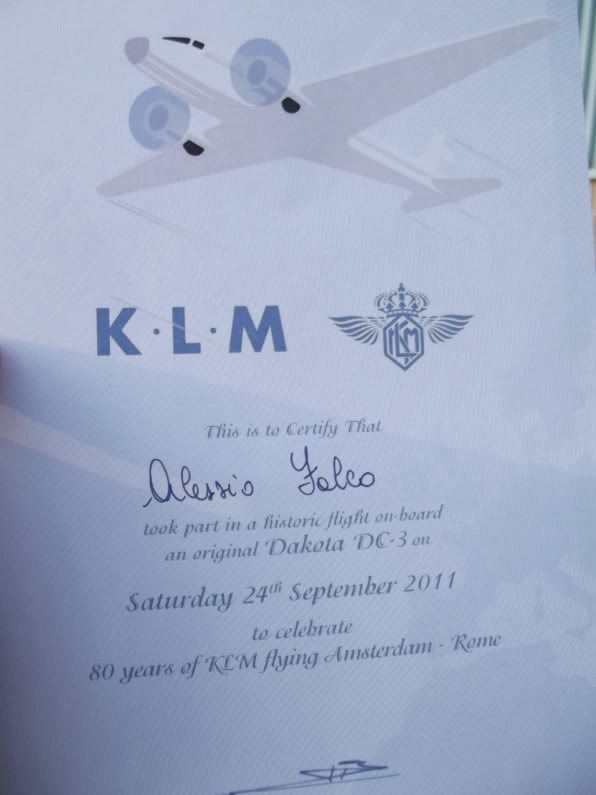 K·L·M
KLM
This is to Certify That
Alessio Falco
took part in a historic flight on-board
an original Dakota DC-3 on
Saturday 24th September 2011
to celebrate
80 years of KLM flying Amsterdam - Rome